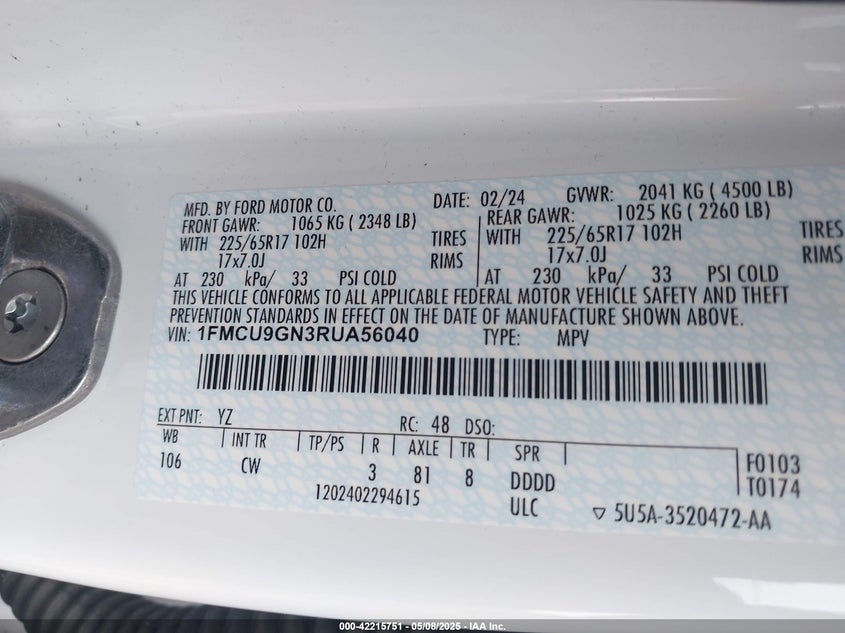 MFD. BY FORD MOTOR CO. DATE: 02/24 GVWR: 2041 KG ( 4500 LB)
FRONT GAWR: 1065 KG ( 2348 LB) REAR GAWR: 1025 KG ( 2260 LB)
WITH 225/65R17 102H TIRES WITH 225/65R17 102H TIRES
17x7.0J RIMS 17x7.0J RIMS
AT 230 kPa/ 33 PSI COLD AT 230 kPa/ 33 PSI COLD
THIS VEHICLE CONFORMS TO ALL APPLICABLE FEDERAL MOTOR VEHICLE SAFETY AND THEFT
PREVENTION STANDARDS IN EFFECT ON THE DATE OF MANUFACTURE SHOWN ABOVE.
VIN: 1FMCU9GN3RUA56040 TYPE: MPV
EXT PNT: YZ RC: 48 DSO:
WB INT TR TP/PS R AXLE TR SPR F0103
106 CW 3 81 8 DDDD T0174
1202402294615 ULC ▽ 5U5A-3520472-AA
000-42215751 - 05/08/2025 - IAA Inc.